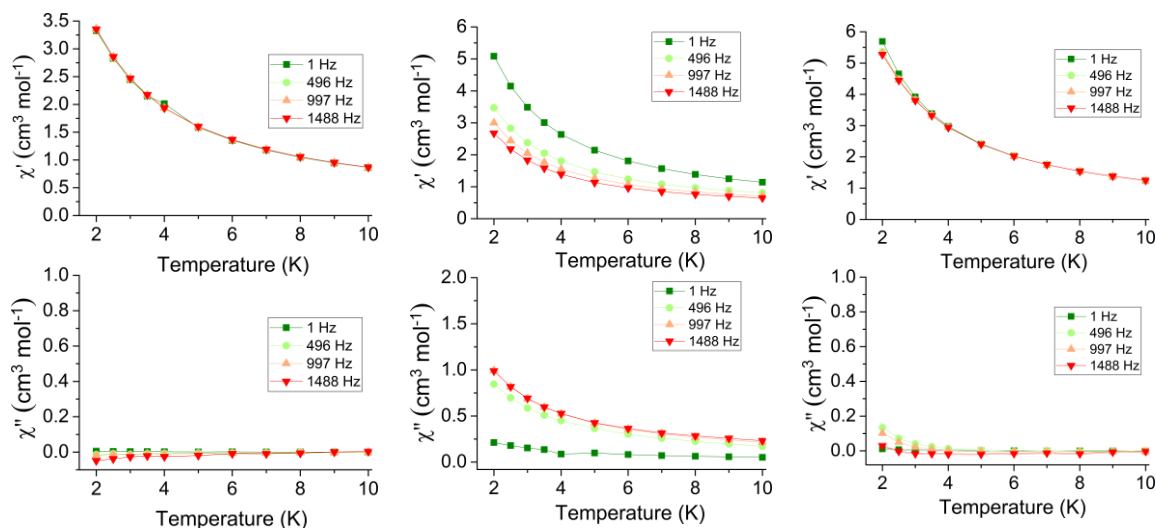 χ' (cm³ mol⁻¹)
3.5
3.0
2.5
2.0
1.5
1.0
0.5
0.0
1 Hz
496 Hz
997 Hz
1488 Hz
2 4 6 8 10
Temperature (K)
χ' (cm³ mol⁻¹)
6
5
4
3
2
1
0
1 Hz
496 Hz
997 Hz
1488 Hz
2 4 6 8 10
Temperature (K)
χ' (cm³ mol⁻¹)
6
5
4
3
2
1
0
1 Hz
496 Hz
997 Hz
1488 Hz
2 4 6 8 10
Temperature (K)
χ" (cm³ mol⁻¹)
1.0
0.8
0.6
0.4
0.2
0.0
1 Hz
496 Hz
997 Hz
1488 Hz
2 4 6 8 10
Temperature (K)
χ" (cm³ mol⁻¹)
2.0
1.5
1.0
0.5
0.0
1 Hz
496 Hz
997 Hz
1488 Hz
2 4 6 8 10
Temperature (K)
χ" (cm³ mol⁻¹)
1.0
0.8
0.6
0.4
0.2
0.0
1 Hz
496 Hz
997 Hz
1488 Hz
2 4 6 8 10
Temperature (K)